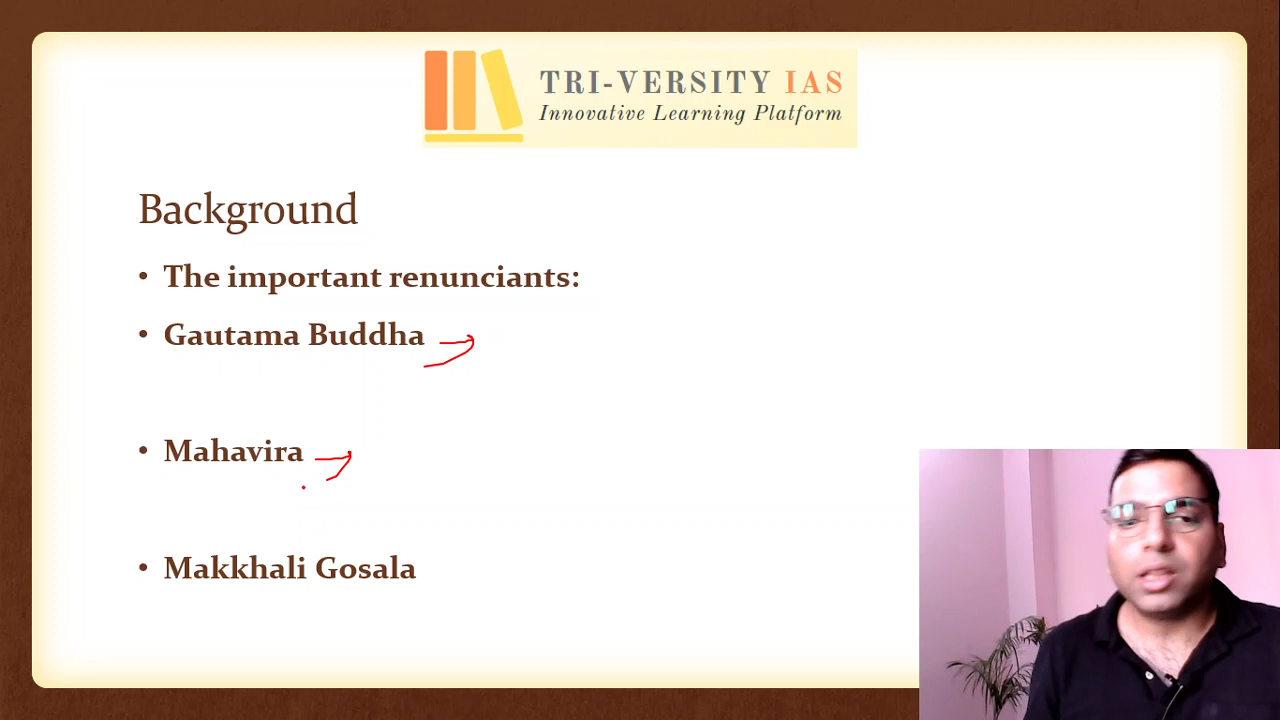 TRI-VERSITY IAS
Innovative Learning Platform
Background
• The important renunciants:
• Gautama Buddha
• Mahavira
• Makkhali Gosala